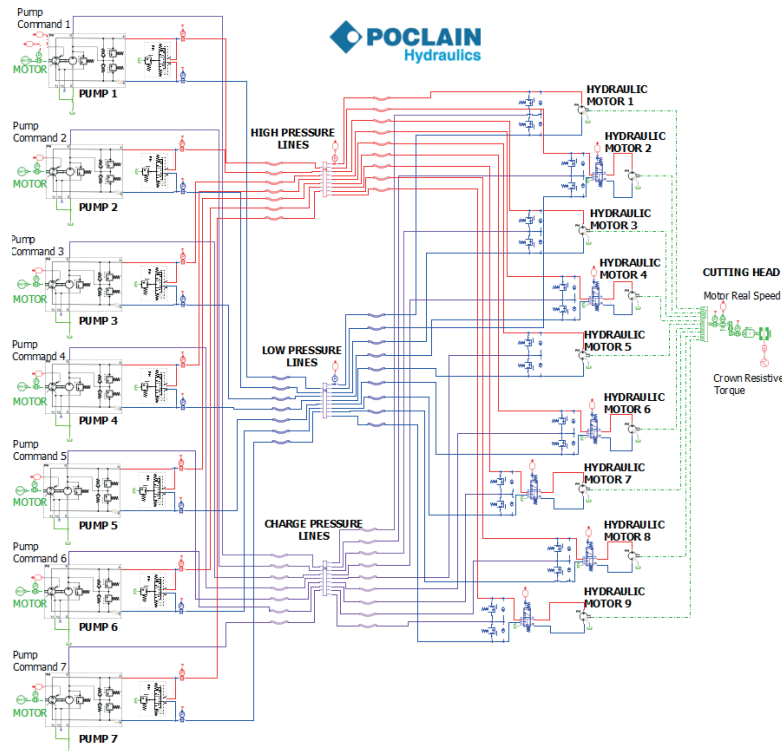 Pump
Command 1
MOTOR
PUMP 1
POCLAIN
Hydraulics
Pump
Command 2
MOTOR
PUMP 2
Pump
Command 3
MOTOR
PUMP 3
Pump
Command 4
MOTOR
PUMP 4
Pump
Command 5
MOTOR
PUMP 5
Pump
Command 6
MOTOR
PUMP 6
Pump
Command 7
MOTOR
PUMP 7
HIGH PRESSURE
LINES
LOW PRESSURE
LINES
CHARGE PRESSURE
LINES
HYDRAULIC
MOTOR 1
HYDRAULIC
MOTOR 2
HYDRAULIC
MOTOR 3
HYDRAULIC
MOTOR 4
HYDRAULIC
MOTOR 5
HYDRAULIC
MOTOR 6
HYDRAULIC
MOTOR 7
HYDRAULIC
MOTOR 8
HYDRAULIC
MOTOR 9
CUTTING HEAD
Motor Real Speed
Crown Resistive
Torque